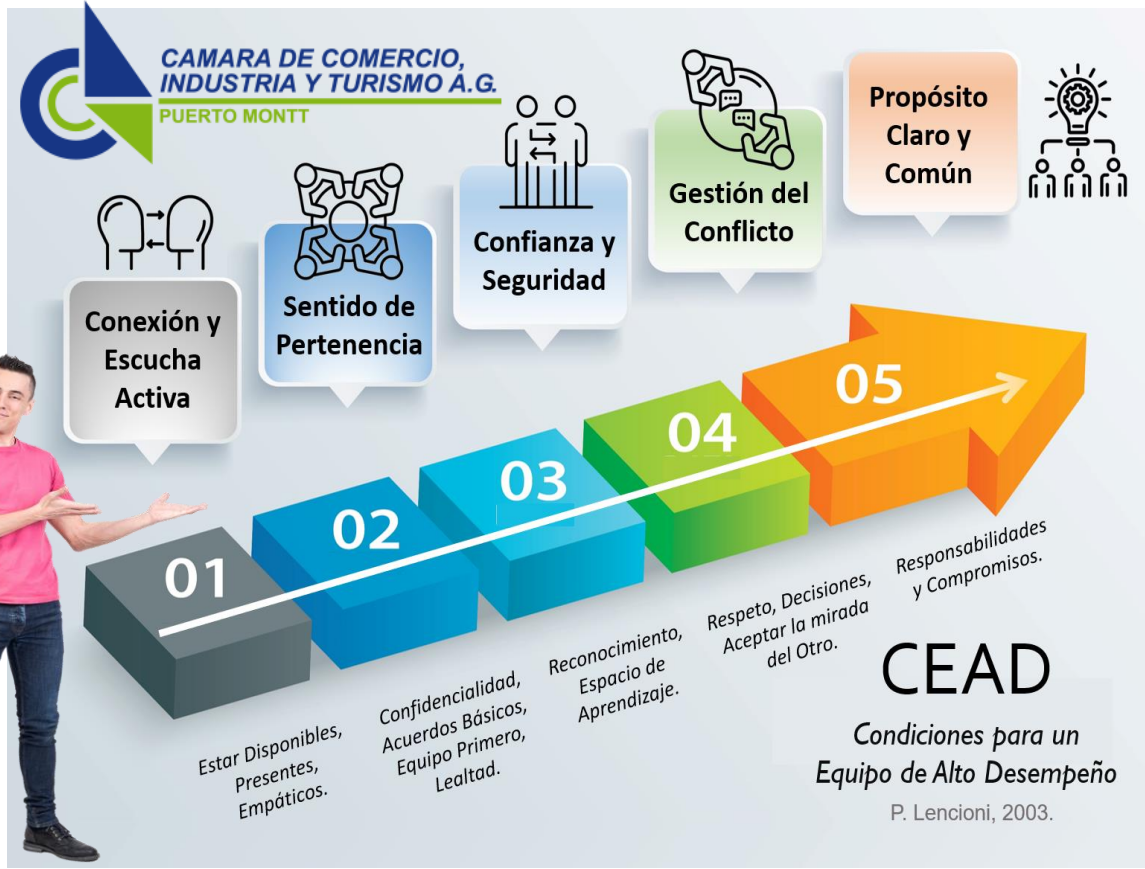 CAMARA DE COMERCIO,
INDUSTRIA Y TURISMO A.G.
PUERTO MONTT
Conexión y
Escucha
Activa
Sentido de
Pertenencia
Confianza y
Seguridad
Gestión del
Conflicto
Propósito
Claro y
Común
01
02
03
04
05
Estar Disponibles,
Presentes,
Empáticos.
Confidencialidad,
Acuerdos Básicos,
Equipo Primero,
Lealtad.
Reconocimiento,
Espacio de
Aprendizaje.
Respeto, Decisiones,
Aceptar la mirada
del Otro.
Responsabilidades
y Compromisos.
CEAD
Condiciones para un
Equipo de Alto Desempeño
P. Lencioni, 2003.